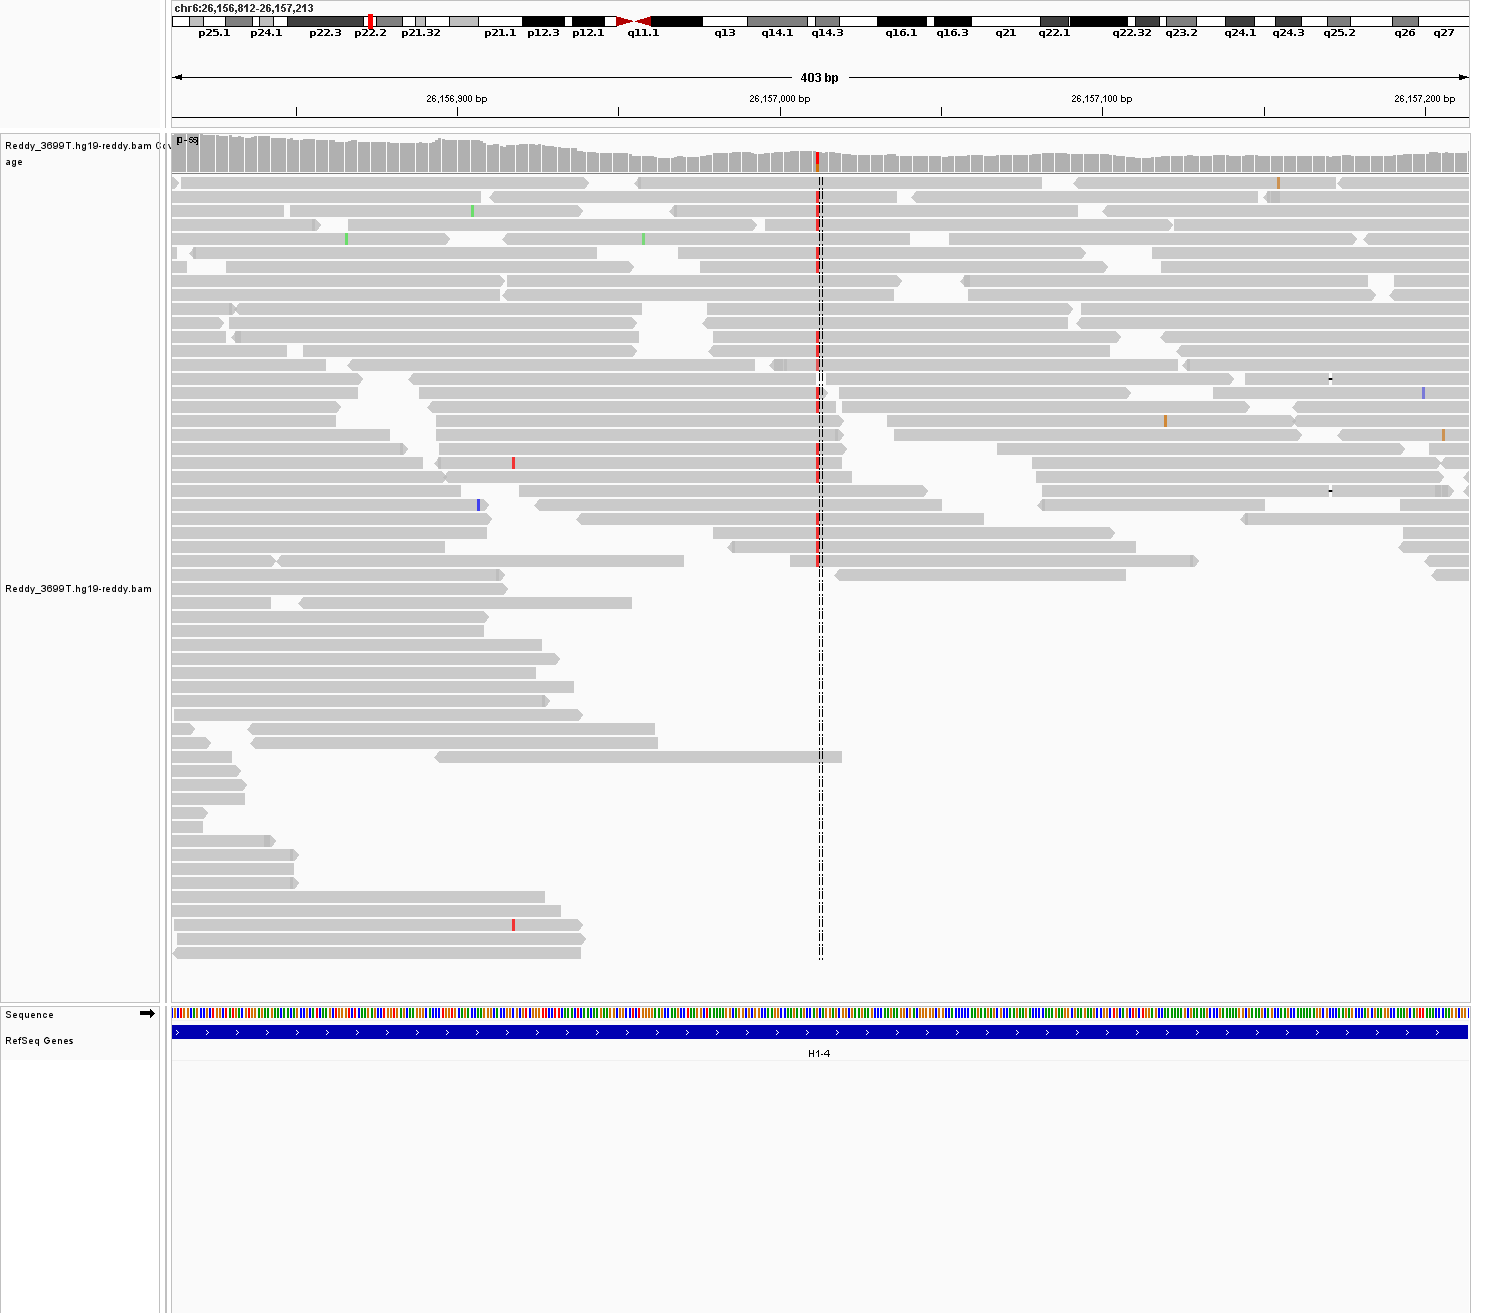 chr6:26,156,812-26,157,213
p25.1 p24.1 p22.3 p22.2 p21.32 p21.1 p12.3 p12.1 q11.1 q13 q14.1 q14.3 q16.1 q16.3 q21 q22.1 q22.32 q23.2 q24.1 q24.3 q25.2 q26 q27
403 bp
26,156,900 bp 26,157,000 bp 26,157,100 bp 26,157,200 bp
Reddy_3699T.hg19-reddy.bam
age
Reddy_3699T.hg19-reddy.bam
Sequence
RefSeq Genes
H1-4